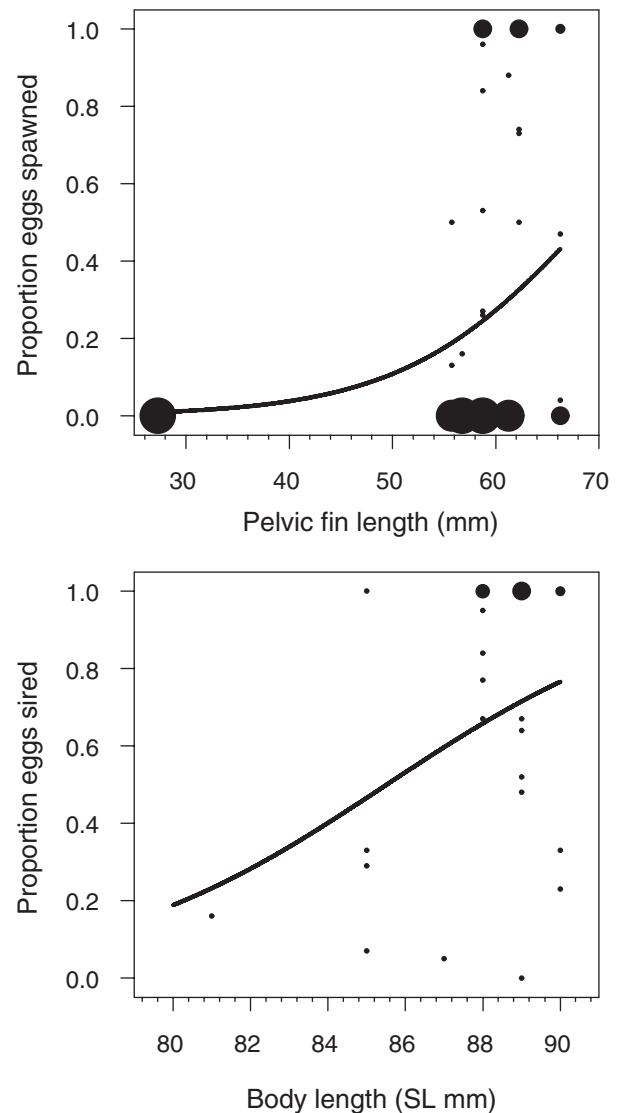 1.0
0.8
0.6
0.4
0.2
0.0
Proportion eggs spawned
30 40 50 60 70
Pelvic fin length (mm)
1.0
0.8
0.6
0.4
0.2
0.0
Proportion eggs sired
80 82 84 86 88 90
Body length (SL mm)